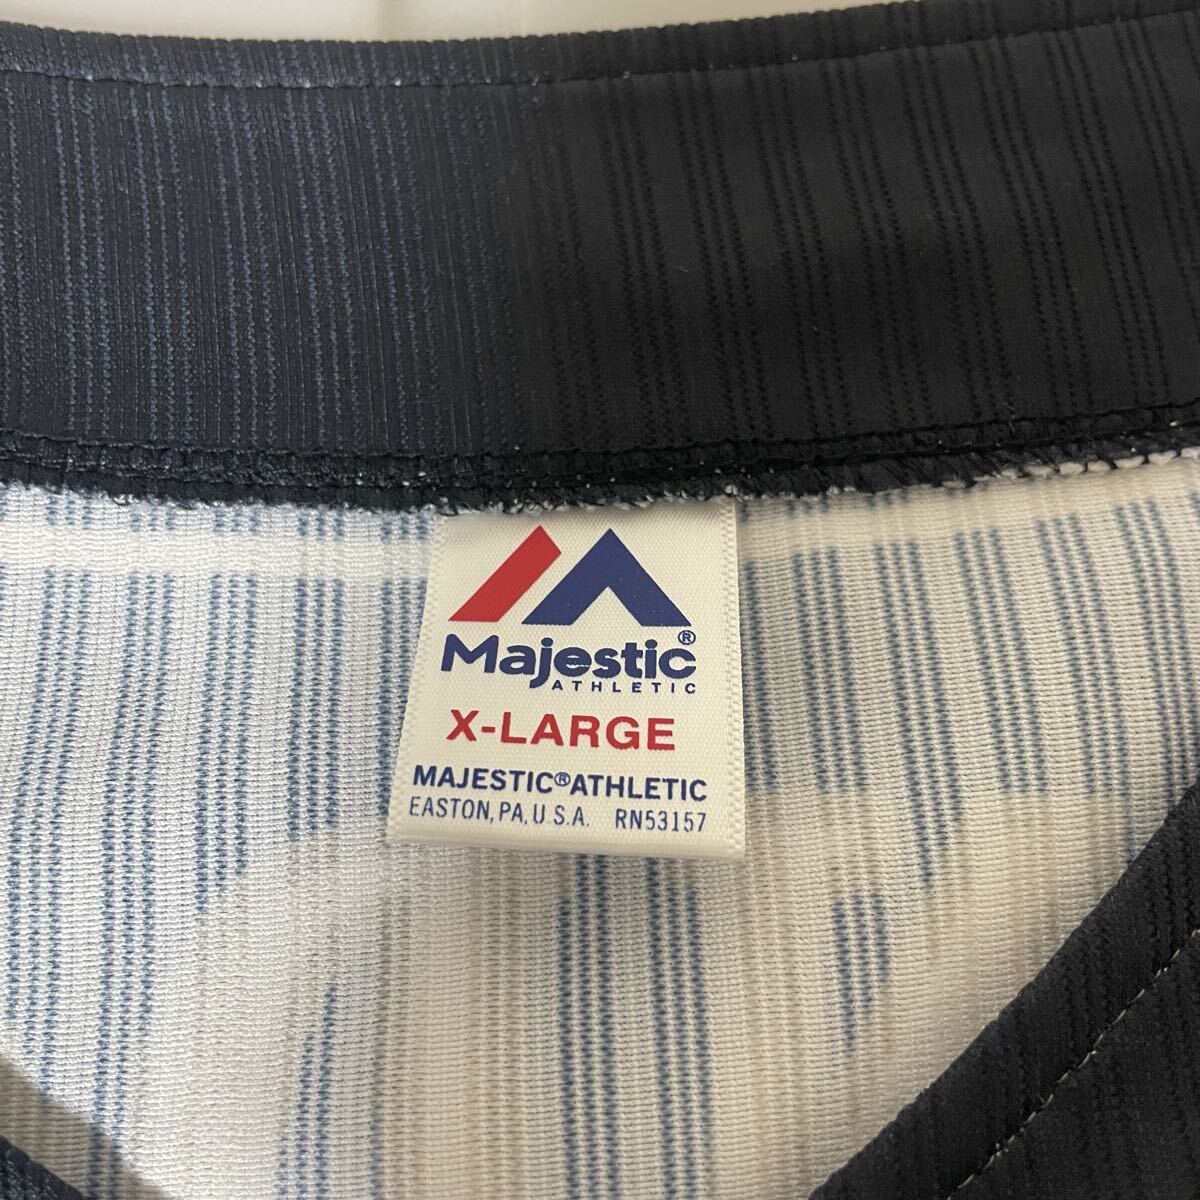 Majestic®
ATHLETIC
X-LARGE
MAJESTIC®ATHLETIC
EASTON, PA, U.S.A. RN53157